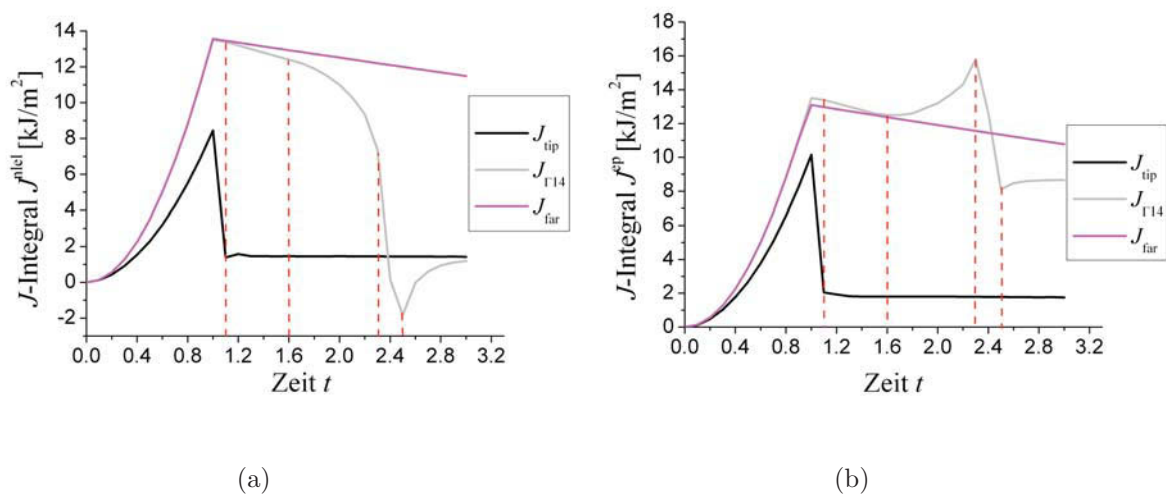 14
12
10
8
6
4
2
0
-2
J-Integral J^nlel [kJ/m²]
0.0 0.4 0.8 1.2 1.6 2.0 2.4 2.8 3.2
Zeit t
J_tip
J_Γ14
J_far
(a)
18
16
14
12
10
8
6
4
2
0
J-Integral J^ep [kJ/m²]
0.0 0.4 0.8 1.2 1.6 2.0 2.4 2.8 3.2
Zeit t
J_tip
J_Γ14
J_far
(b)